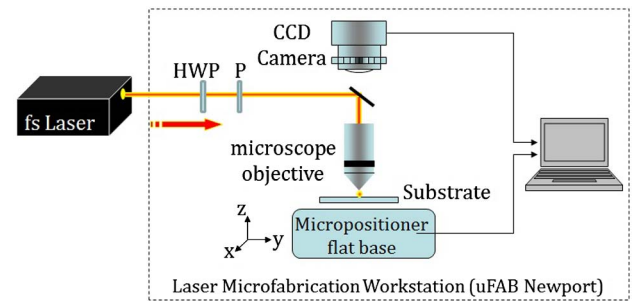 CCD
Camera
HWP
P
fs Laser
microscope
objective
Substrate
z
y
x
Micropositioner
flat base
Laser Microfabrication Workstation (uFAB Newport)